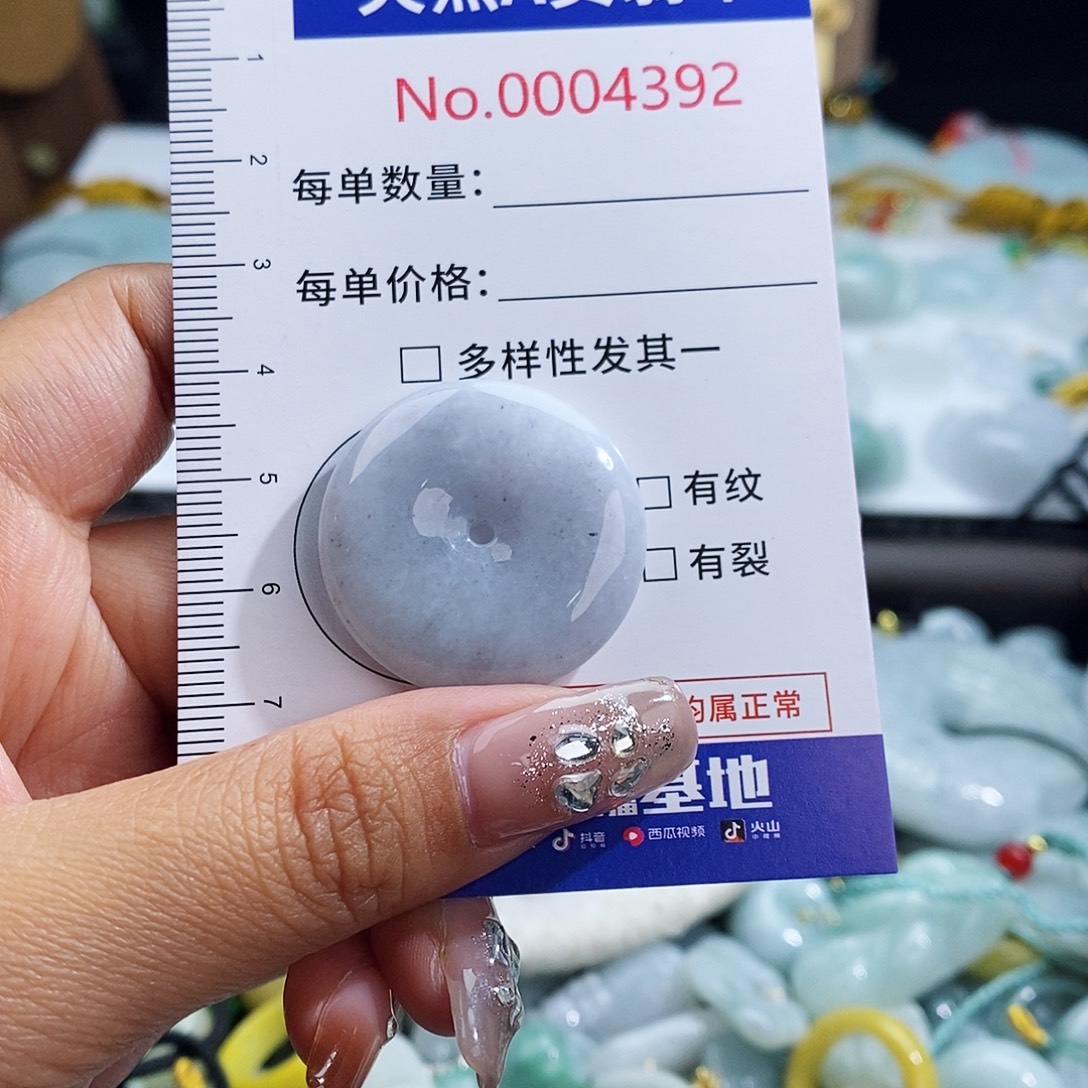 No.0004392
每单数量：
每单价格：
多样性发其一
有纹
有裂
属正常
基地
抖音
西瓜视频
火山
1
2
3
4
5
6
7